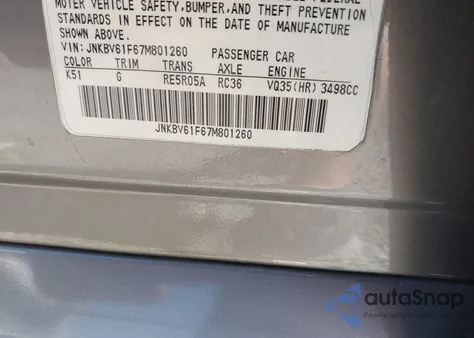 MOTOR VEHICLE SAFETY,BUMPER,AND THEFT PREVENTION
STANDARDS IN EFFECT ON THE DATE OF MANUFACTURE
SHOWN ABOVE.
VIN: JNKBV61F67M801260 PASSENGER CAR
COLOR TRIM TRANS AXLE ENGINE
K51 G RE5R05A RC36 VQ35(HR) 3498CC
JNKBV61F67M801260
autaSnap